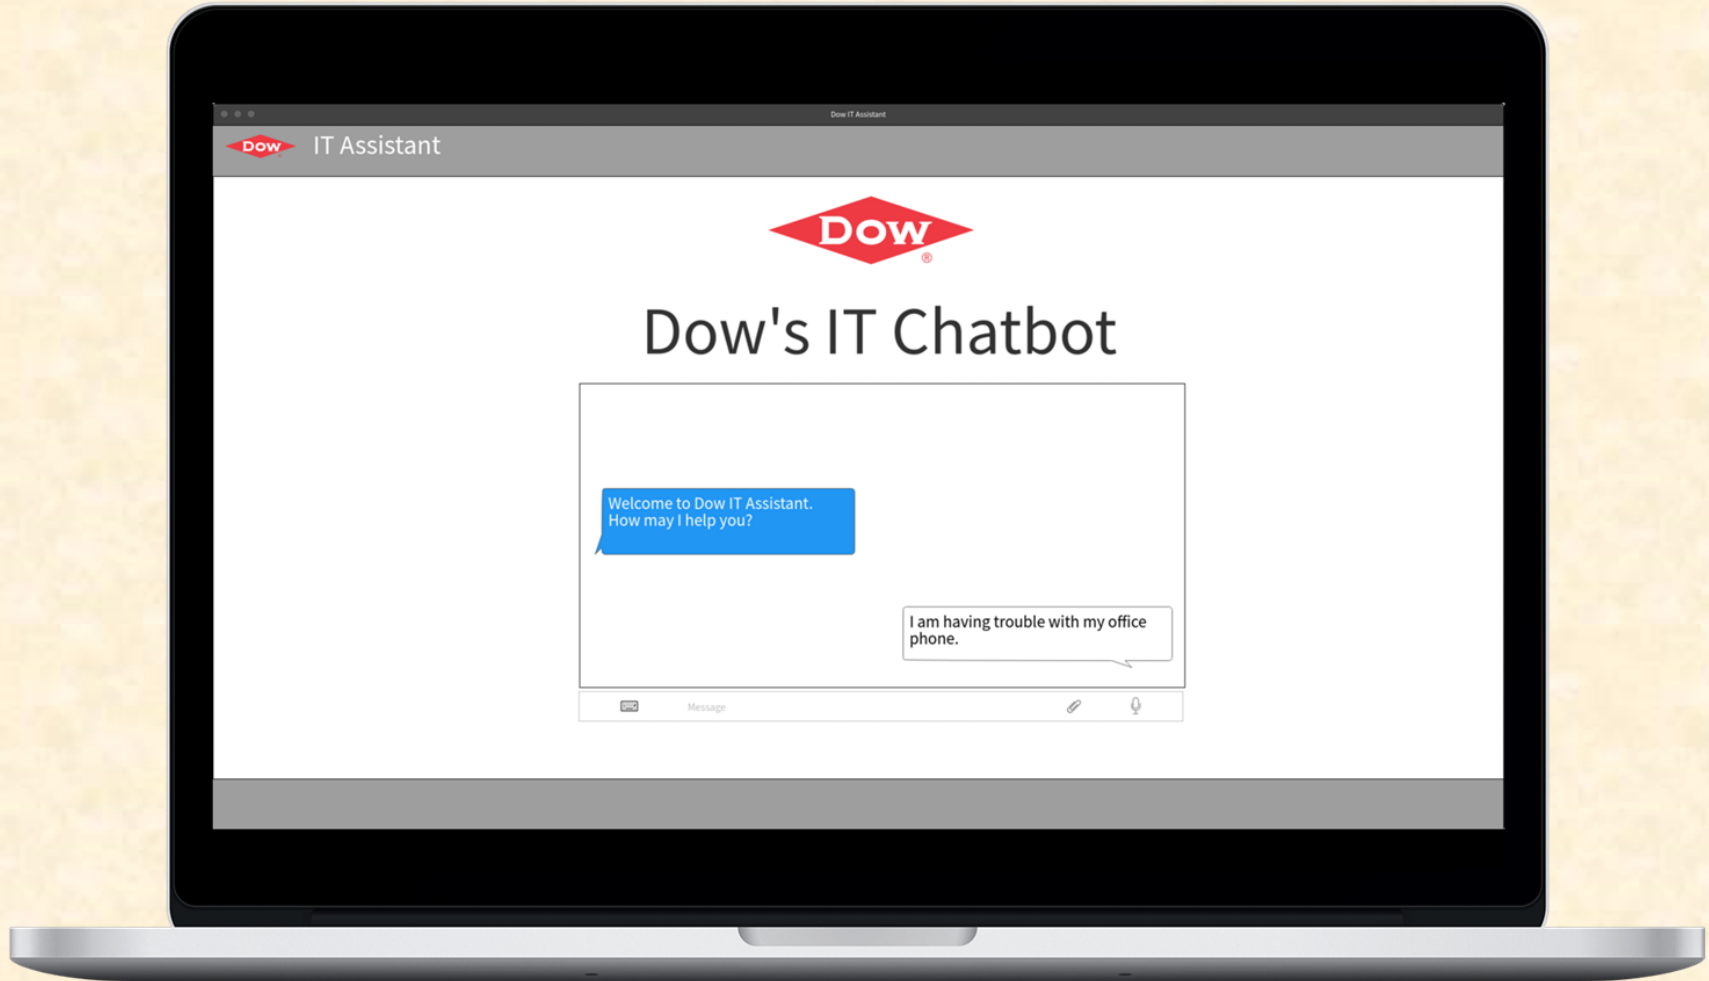 Dow IT Assistant
Dow IT Assistant
Dow
®
Dow's IT Chatbot
Welcome to Dow IT Assistant.
How may I help you?
I am having trouble with my office
phone.
Message